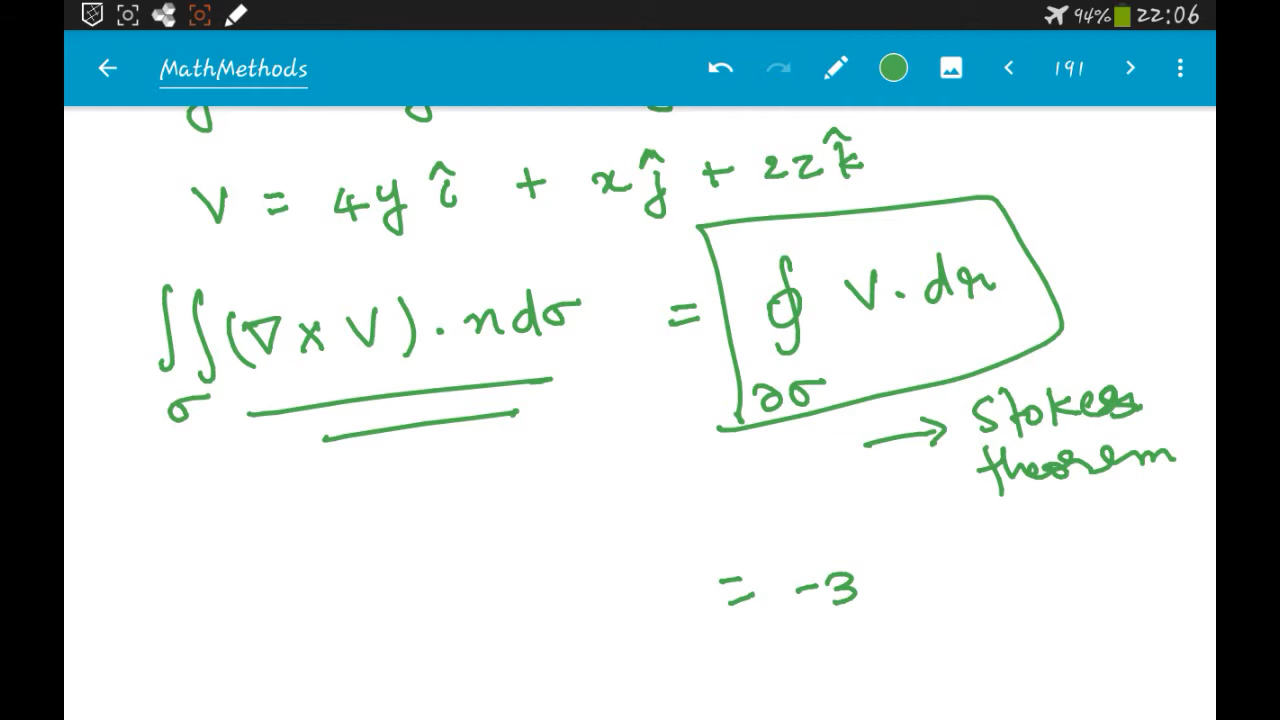 94% 22:06
MathMethods 191
V = 4y î + x ĵ + 2z k̂
∬σ (∇ x V) . n dσ = ∮∂σ V . dr
→ Stokes
theorem
= -3